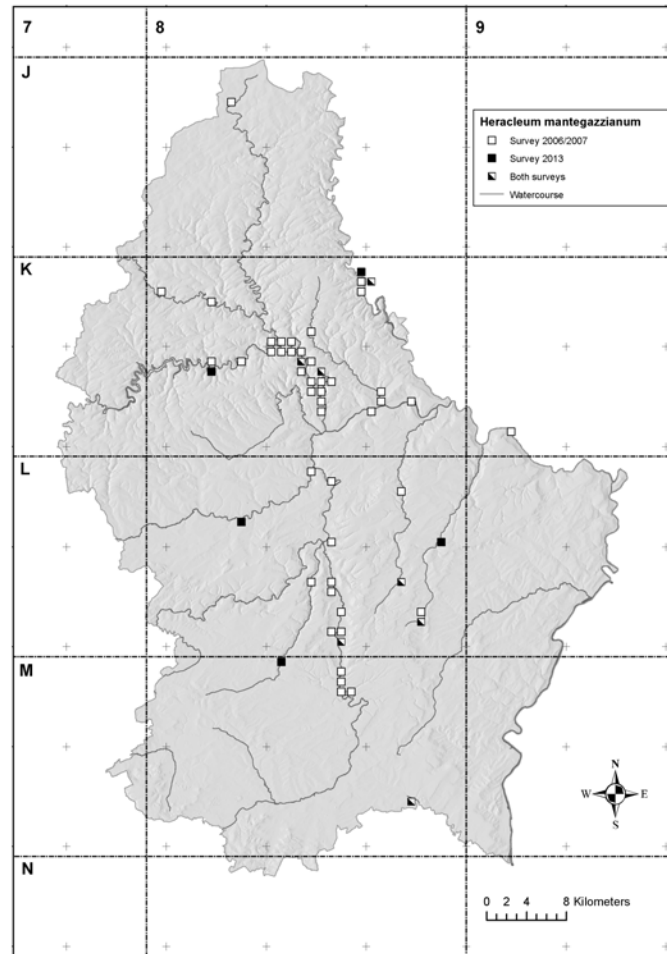 7 8 9
J
Heracleum mantegazzianum
Survey 2006/2007
Survey 2013
Both surveys
Watercourse
K
L
M
N
W E
S
0 2 4 8 Kilometers
N